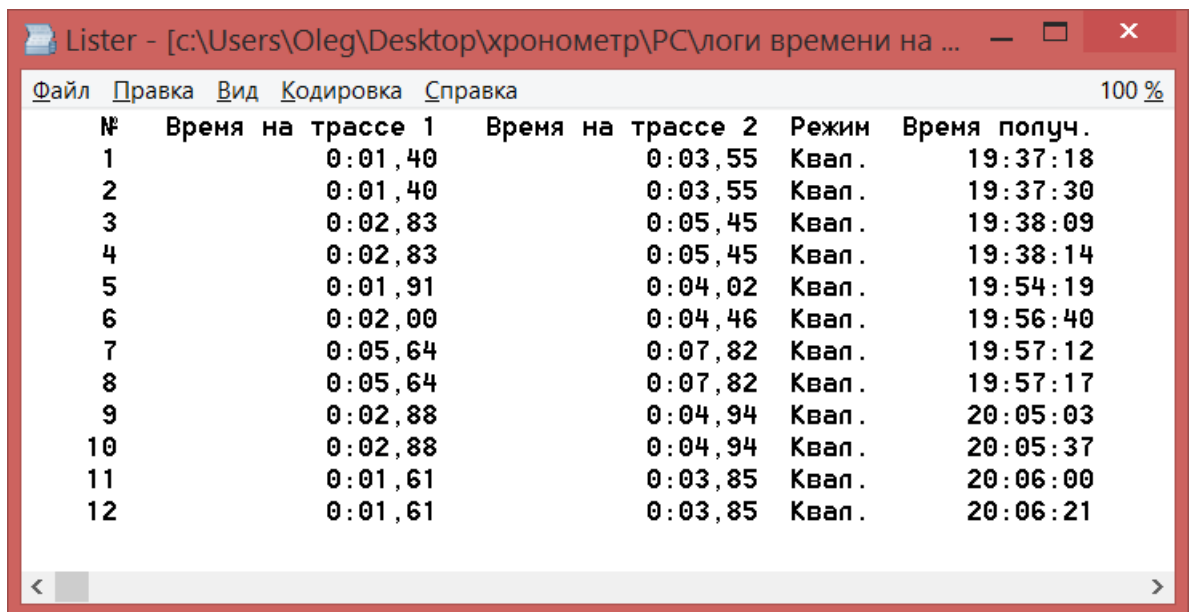 Lister - [c:\Users\Oleg\Desktop\хронометр\PC\логи времени на ...
Файл Правка Вид Кодировка Справка 100 %
№ Время на трассе 1 Время на трассе 2 Режим Время получ.
1 0:01,40 0:03,55 Квал. 19:37:18
2 0:01,40 0:03,55 Квал. 19:37:30
3 0:02,83 0:05,45 Квал. 19:38:09
4 0:02,83 0:05,45 Квал. 19:38:14
5 0:01,91 0:04,02 Квал. 19:54:19
6 0:02,00 0:04,46 Квал. 19:56:40
7 0:05,64 0:07,82 Квал. 19:57:12
8 0:05,64 0:07,82 Квал. 19:57:17
9 0:02,88 0:04,94 Квал. 20:05:03
10 0:02,88 0:04,94 Квал. 20:05:37
11 0:01,61 0:03,85 Квал. 20:06:00
12 0:01,61 0:03,85 Квал. 20:06:21